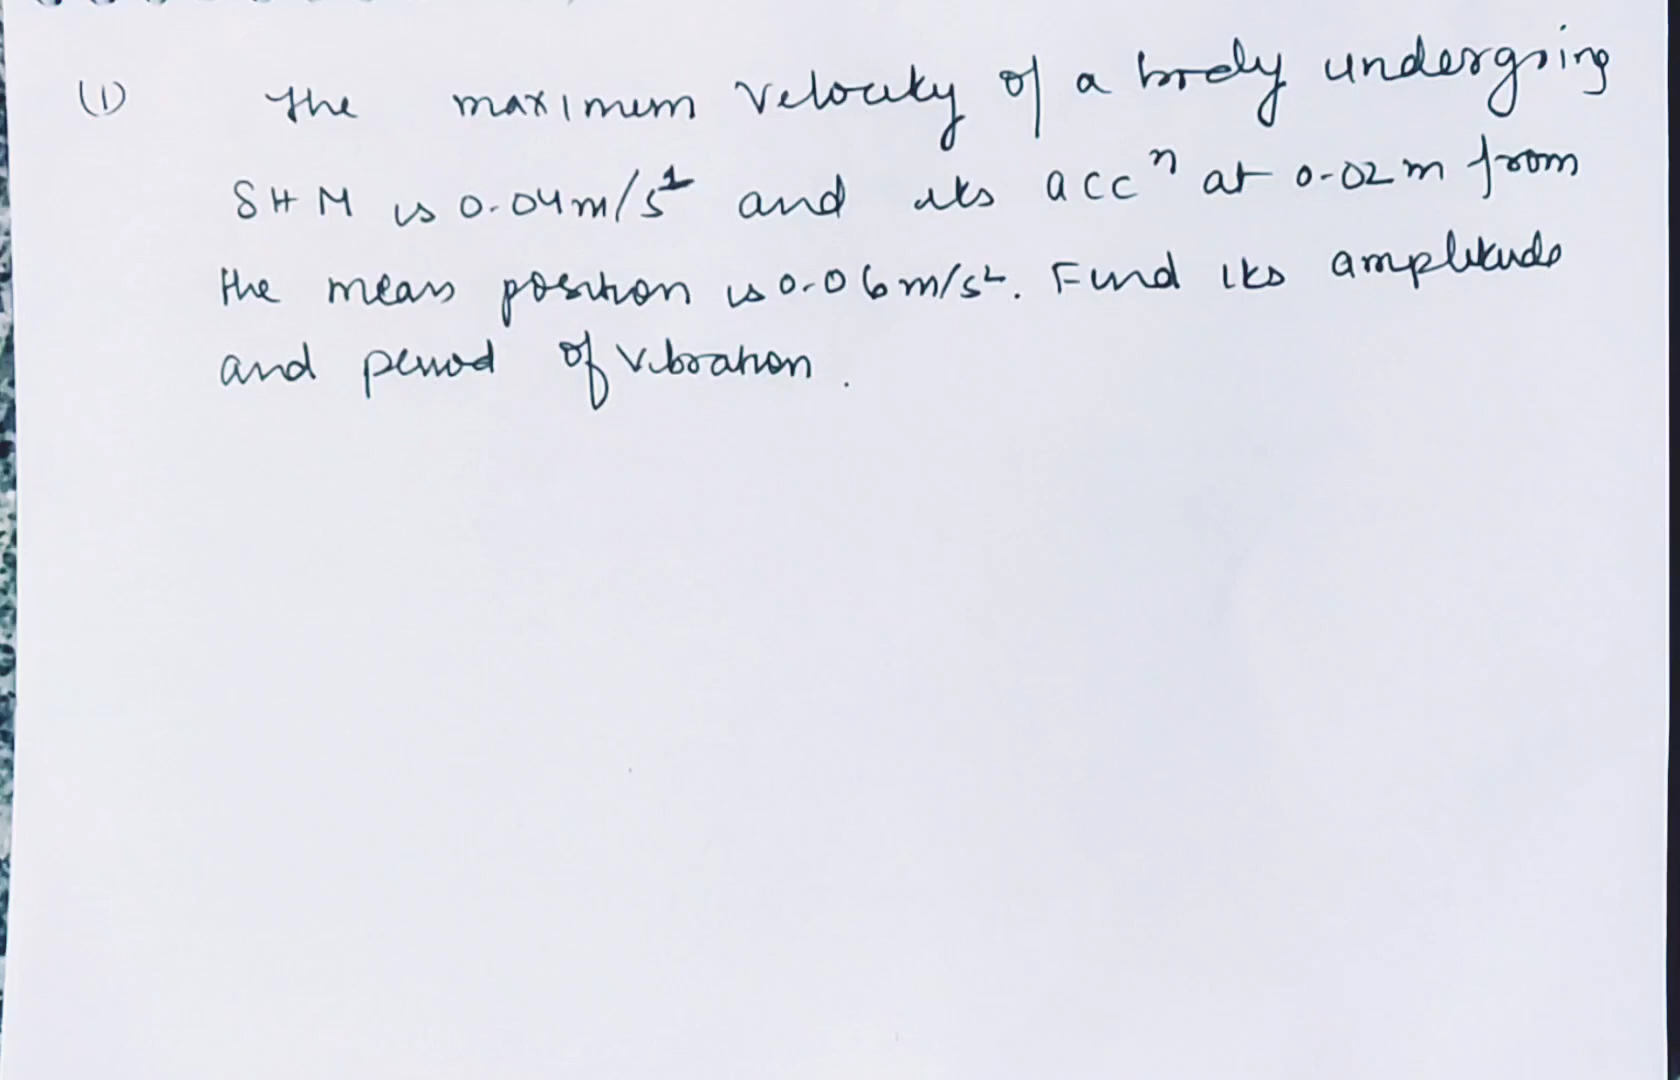 (1) The maximum velocity of a body undergoing
SHM is 0.04m/s and its accⁿ at 0.02m from
the mean position is 0.06m/s². Find its amplitude
and period of vibration.